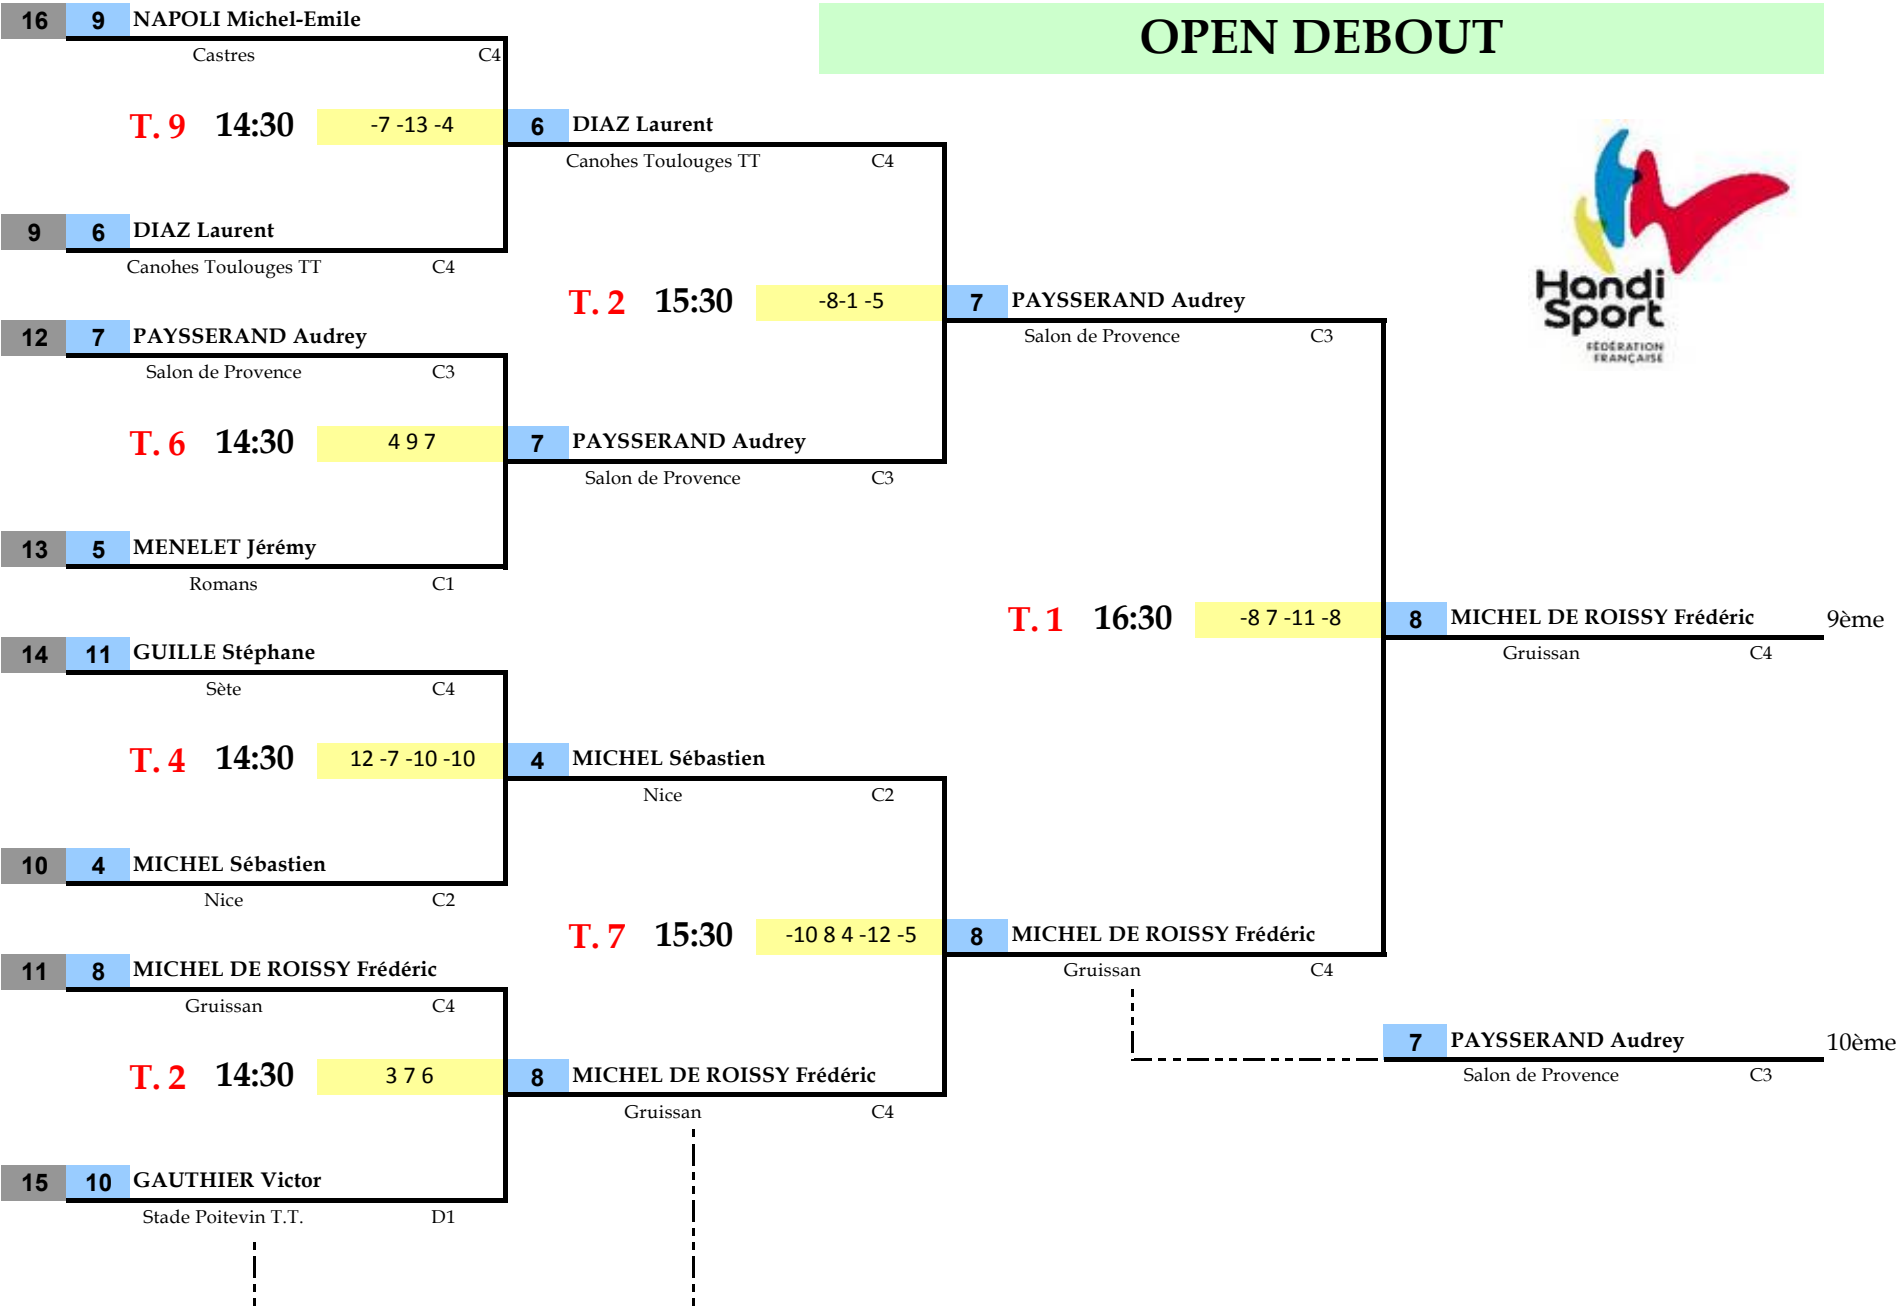 OPEN DEBOUT
16 9 NAPOLI Michel-Emile
Castres C4
T. 9 14:30 -7 -13 -4
6 DIAZ Laurent
Canohes Toulouges TT C4
9 6 DIAZ Laurent
Canohes Toulouges TT C4
T. 2 15:30 -8-1 -5
7 PAYSSERAND Audrey
Salon de Provence C3
12 7 PAYSSERAND Audrey
Salon de Provence C3
T. 6 14:30 4 9 7
7 PAYSSERAND Audrey
Salon de Provence C3
13 5 MENELET Jérémy
Romans C1
T. 1 16:30 -8 7 -11 -8
8 MICHEL DE ROISSY Frédéric 9ème
Gruissan C4
14 11 GUILLE Stéphane
Sète C4
T. 4 14:30 12 -7 -10 -10
4 MICHEL Sébastien
Nice C2
10 4 MICHEL Sébastien
Nice C2
T. 7 15:30 -10 8 4 -12 -5
8 MICHEL DE ROISSY Frédéric
Gruissan C4
11 8 MICHEL DE ROISSY Frédéric
Gruissan C4
7 PAYSSERAND Audrey 10ème
Salon de Provence C3
T. 2 14:30 3 7 6
8 MICHEL DE ROISSY Frédéric
Gruissan C4
15 10 GAUTHIER Victor
Stade Poitevin T.T. D1
Handi
Sport
FÉDÉRATION
FRANÇAISE